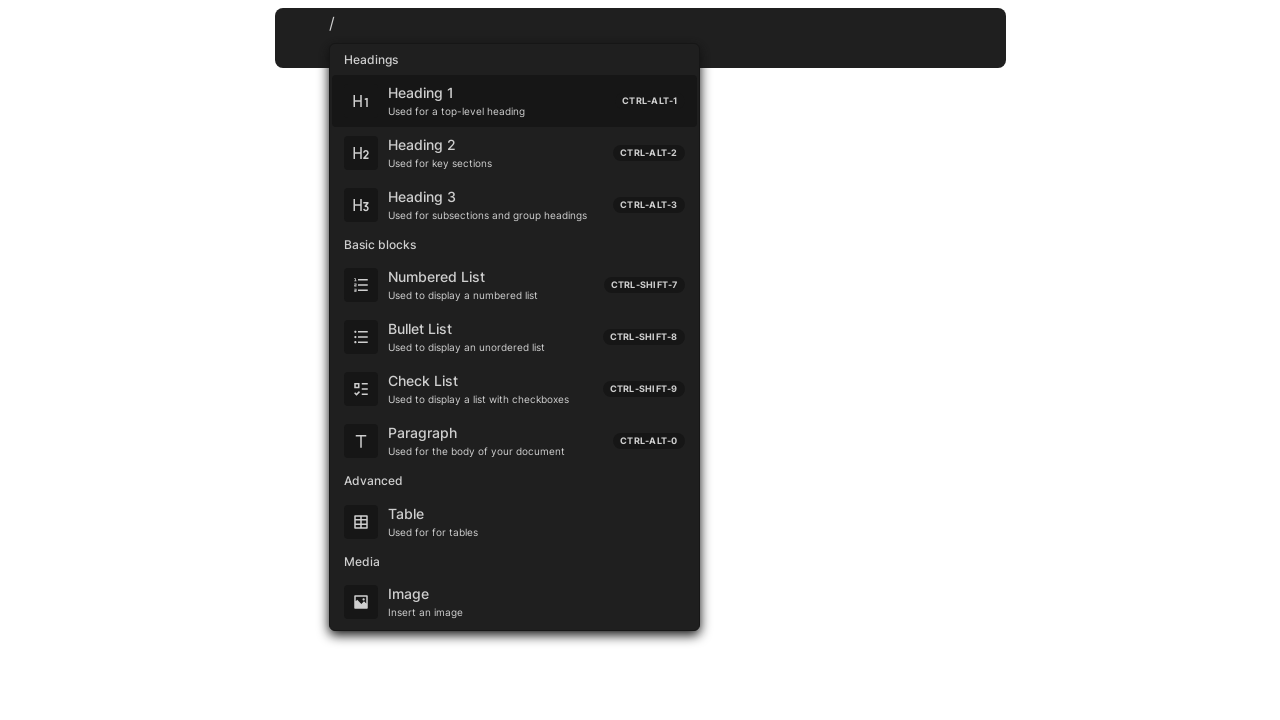 /
Headings
H1 Heading 1 CTRL-ALT-1
Used for a top-level heading
H2 Heading 2 CTRL-ALT-2
Used for key sections
H3 Heading 3 CTRL-ALT-3
Used for subsections and group headings
Basic blocks
Numbered List CTRL-SHIFT-7
Used to display a numbered list
Bullet List CTRL-SHIFT-8
Used to display an unordered list
Check List CTRL-SHIFT-9
Used to display a list with checkboxes
T Paragraph CTRL-ALT-0
Used for the body of your document
Advanced
Table
Used for for tables
Media
Image
Insert an image